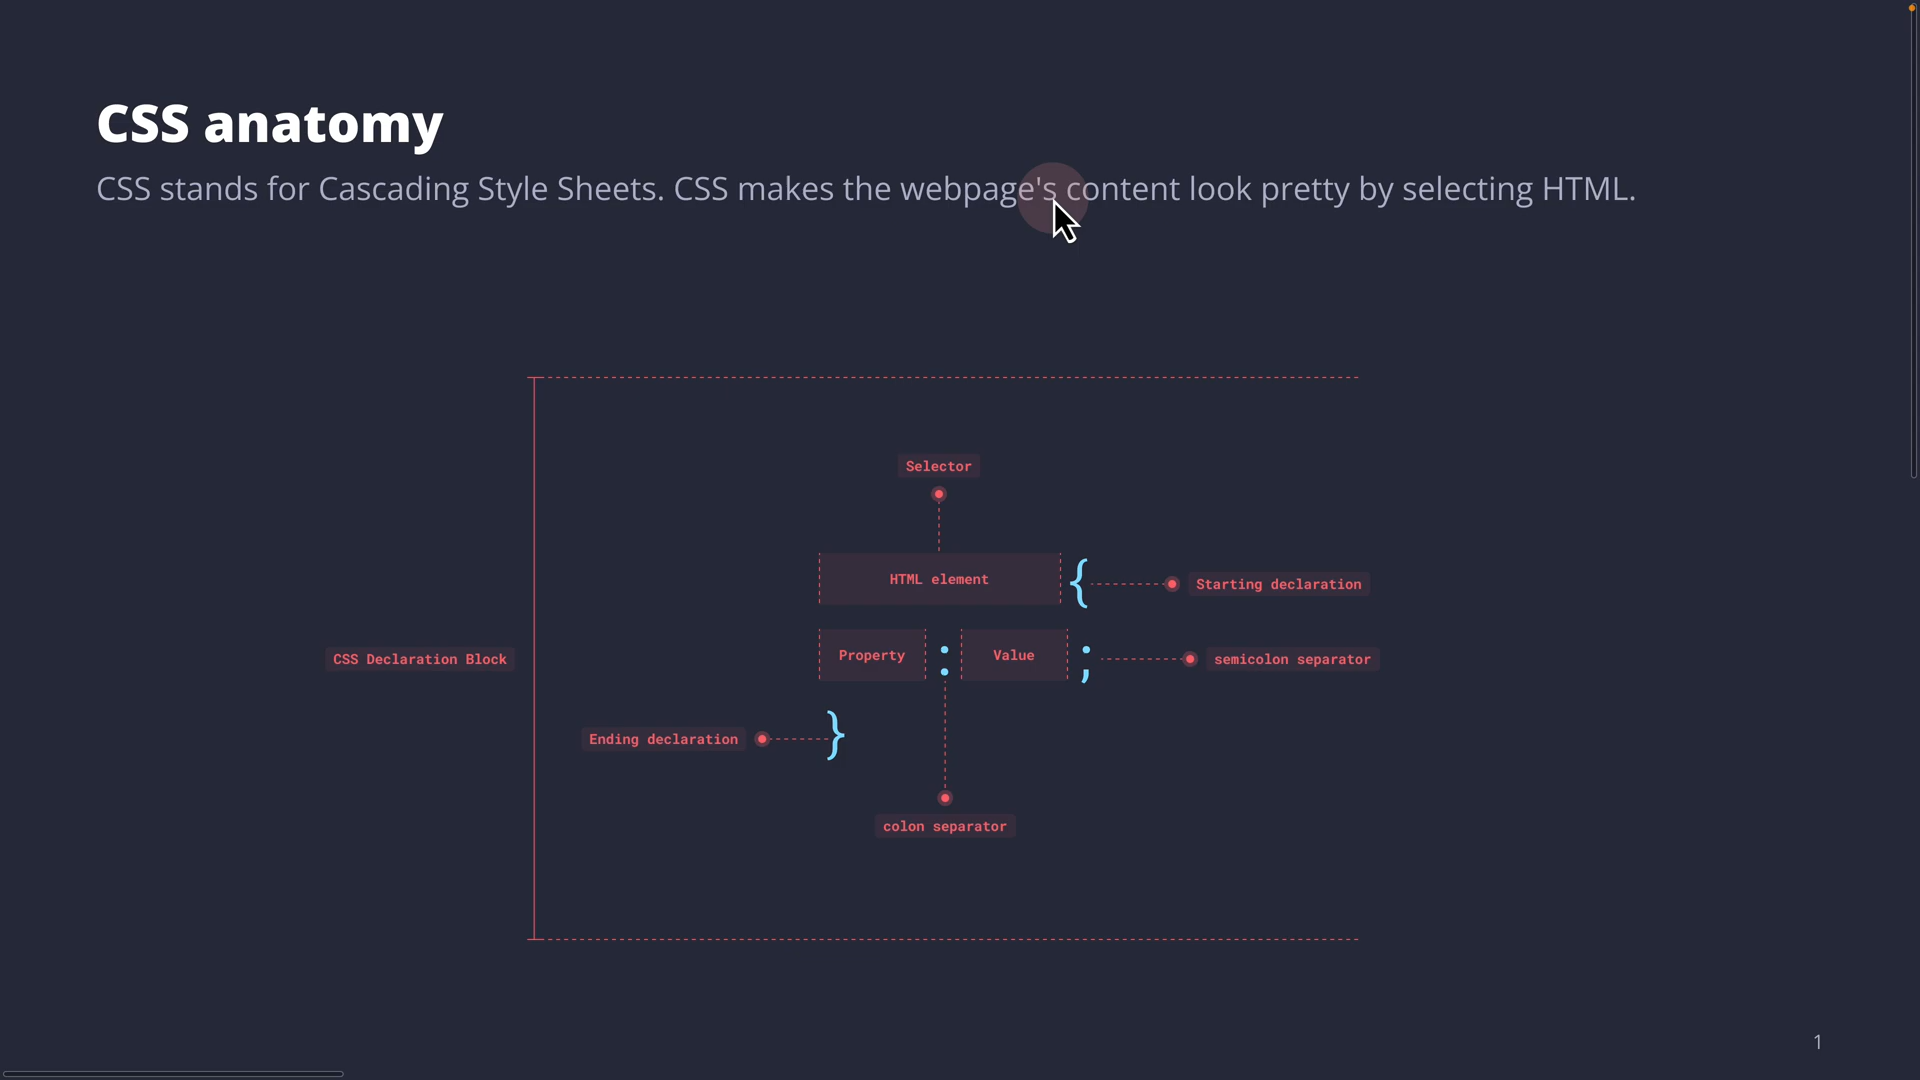 CSS anatomy
CSS stands for Cascading Style Sheets. CSS makes the webpage's content look pretty by selecting HTML.
Selector
HTML element {
Starting declaration
CSS Declaration Block
Property : Value ;
semicolon separator
Ending declaration
}
colon separator
1